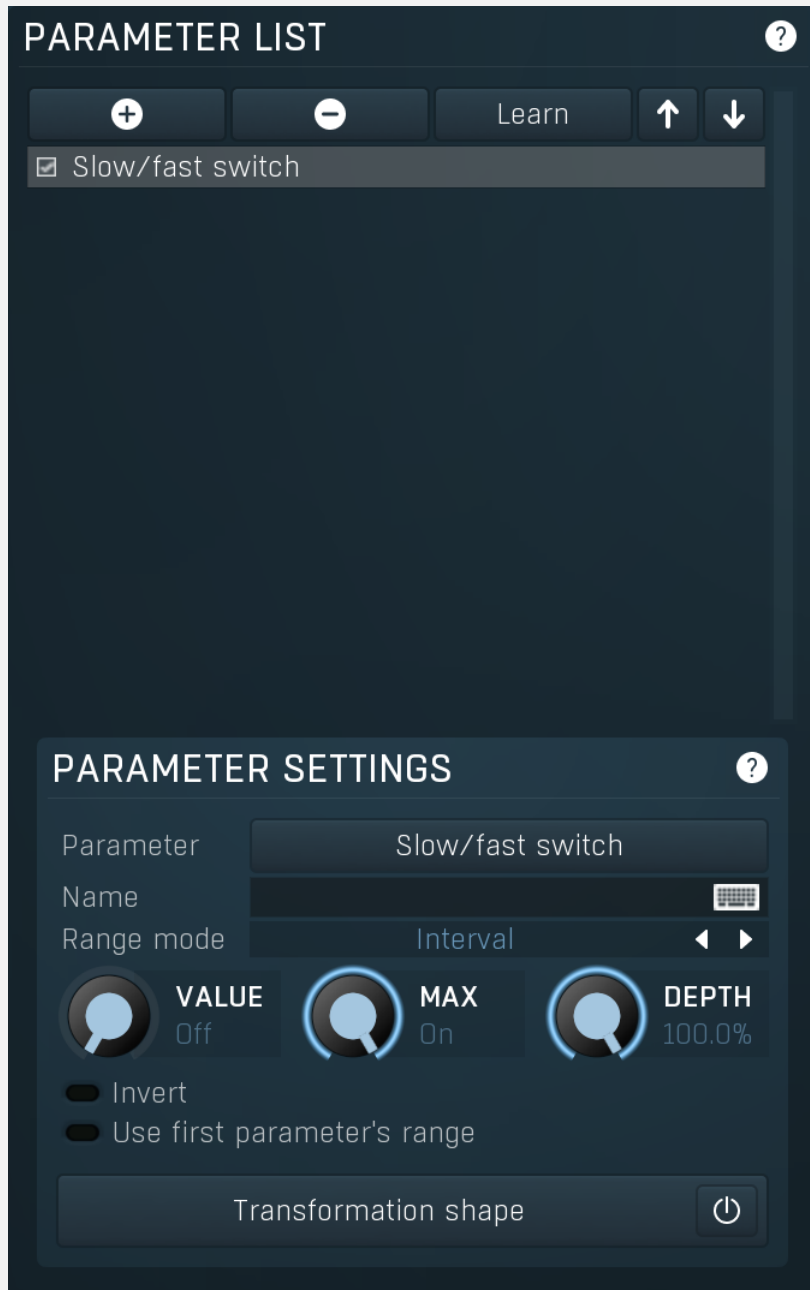 PARAMETER LIST ?
Learn
Slow/fast switch
PARAMETER SETTINGS ?
Parameter Slow/fast switch
Name
Range mode Interval
VALUE MAX DEPTH
Off On 100.0%
Invert
Use first parameter's range
Transformation shape